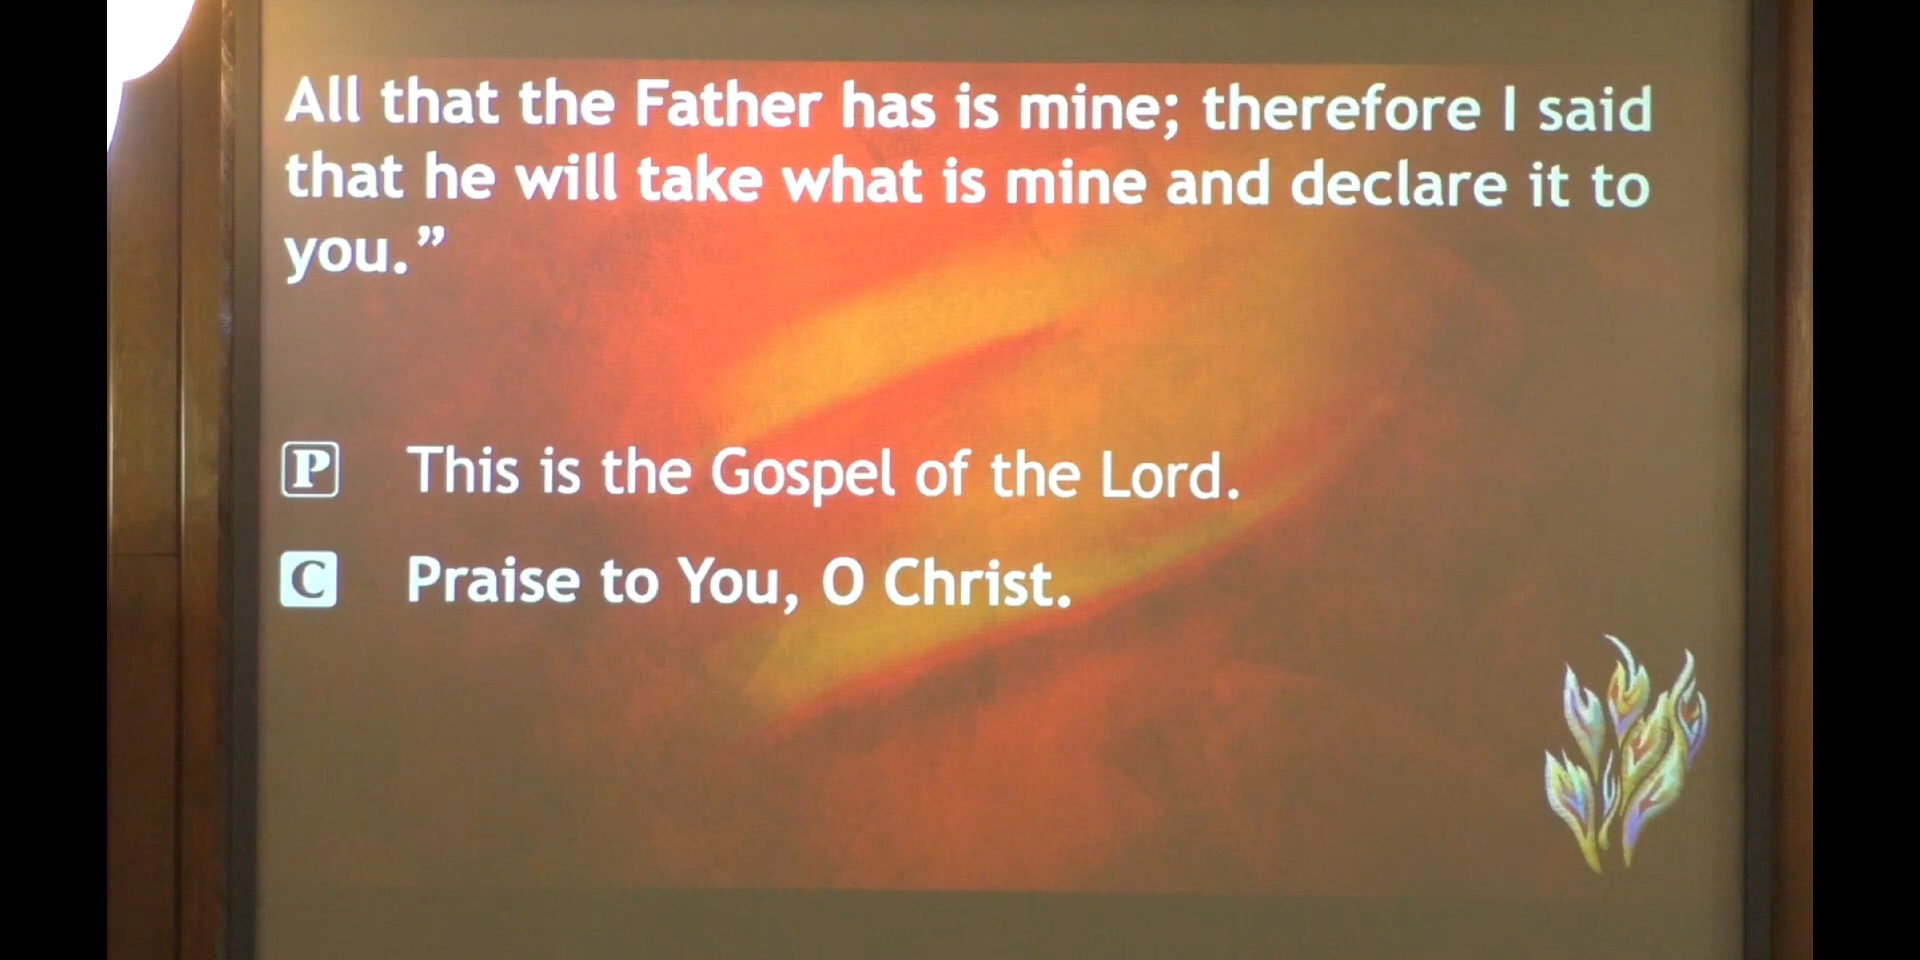 All that the Father has is mine; therefore I said
that he will take what is mine and declare it to
you.”
P This is the Gospel of the Lord.
C Praise to You, O Christ.